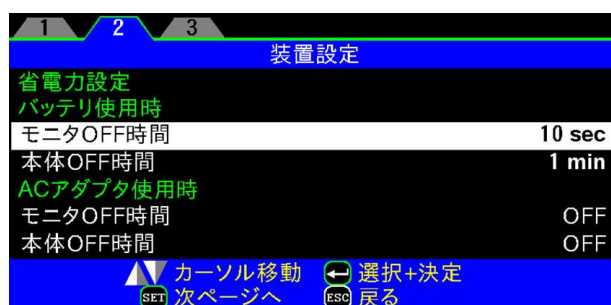 1 2 3
装置設定
省電力設定
バッテリ使用時
モニタOFF時間 10 sec
本体OFF時間 1 min
ACアダプタ使用時
モニタOFF時間 OFF
本体OFF時間 OFF
カーソル移動 選択+決定
SET 次ページへ ESC 戻る